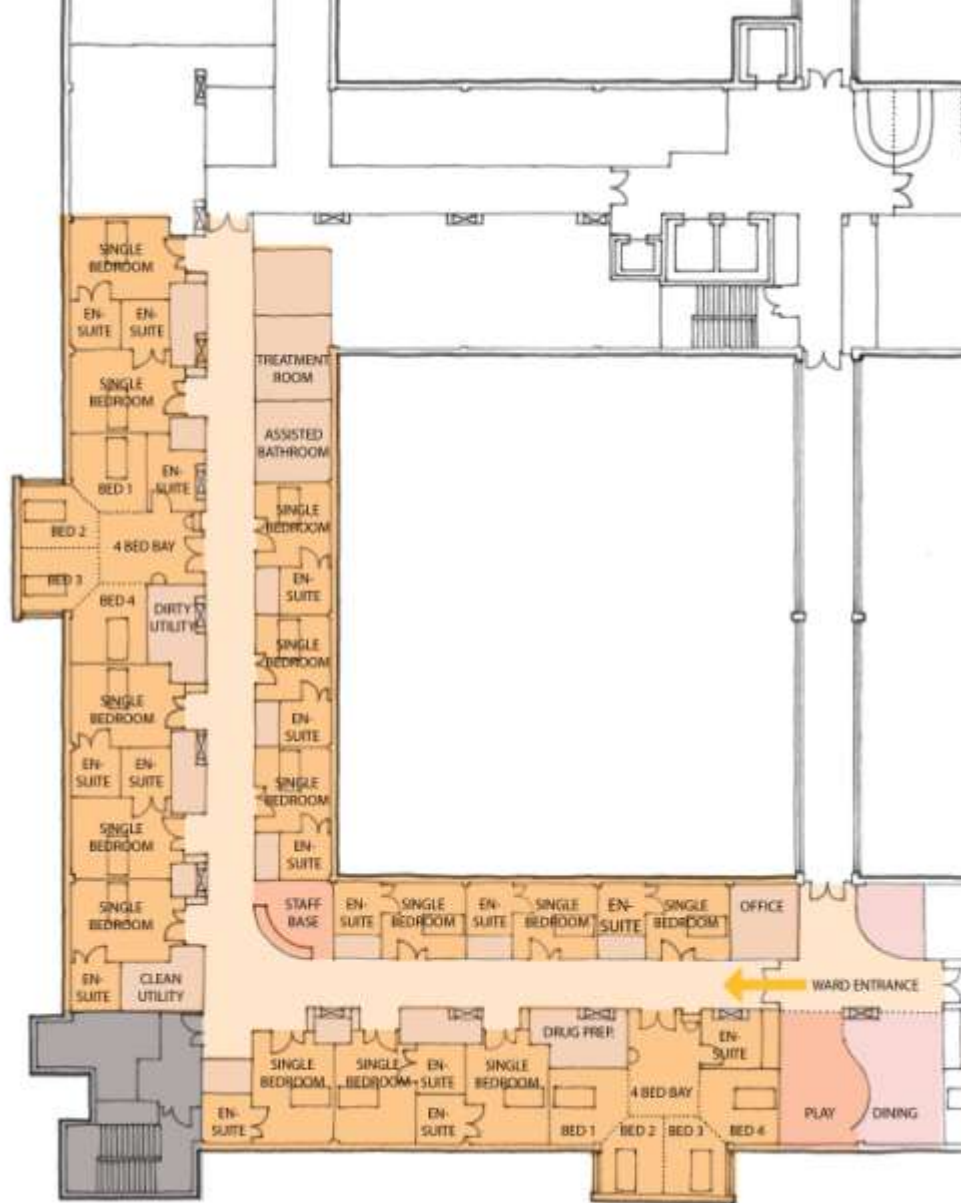 SINGLE
BEDROOM
EN-
SUITE
EN-
SUITE
SINGLE
BEDROOM
BED 1
EN-
SUITE
BED 2
4 BED BAY
BED 3
BED 4
DIRTY
UTILITY
SINGLE
BEDROOM
EN-
SUITE
EN-
SUITE
SINGLE
BEDROOM
SINGLE
BEDROOM
EN-
SUITE
CLEAN
UTILITY
TREATMENT
ROOM
ASSISTED
BATHROOM
SINGLE
BEDROOM
EN-
SUITE
SINGLE
BEDROOM
EN-
SUITE
SINGLE
BEDROOM
EN-
SUITE
STAFF
BASE
EN-
SUITE
SINGLE
BEDROOM
EN-
SUITE
SINGLE
BEDROOM
EN-
SUITE
SINGLE
BEDROOM
OFFICE
WARD ENTRANCE
SINGLE
BEDROOM
EN-
SUITE
SINGLE
BEDROOM
EN-
SUITE
EN-
SUITE
SINGLE
BEDROOM
DRUG PREP.
EN-
SUITE
4 BED BAY
BED 1
BED 2
BED 3
BED 4
PLAY
DINING